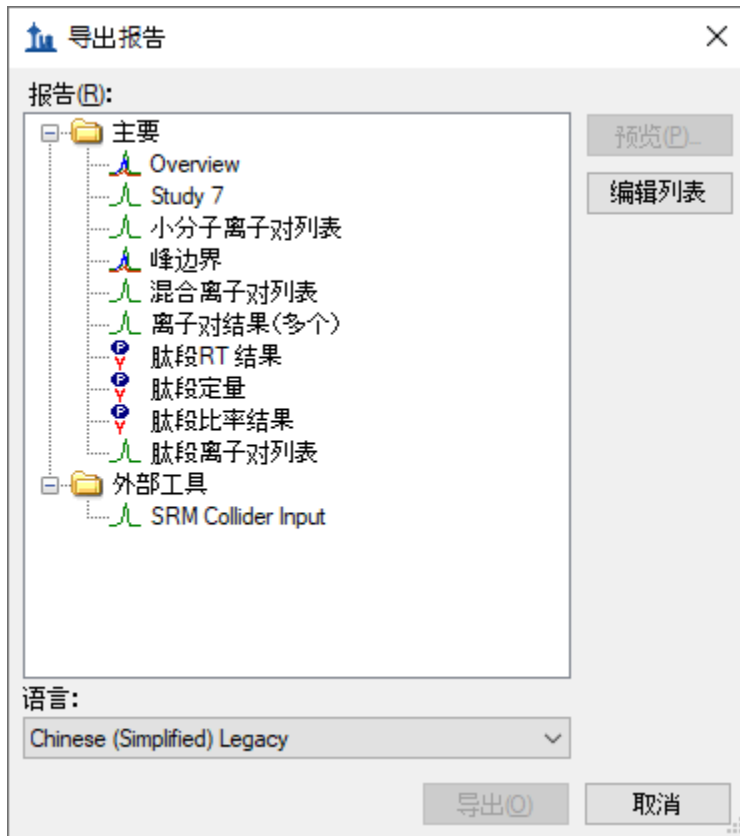 导出报告
报告(R):
主要
预览(P)...
Overview
编辑列表
Study 7
小分子离子对列表
峰边界
混合离子对列表
离子对结果(多个)
肽段RT 结果
肽段定量
肽段比率结果
肽段离子对列表
外部工具
SRM Collider Input
语言:
Chinese (Simplified) Legacy
导出(O)
取消